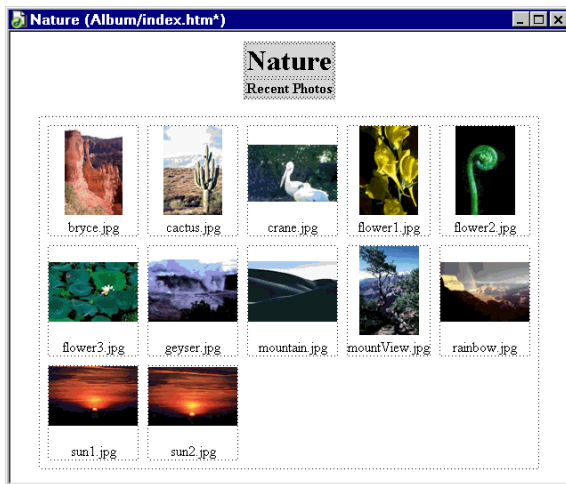 Nature (Album/index.htm*)
Nature
Recent Photos
bryce.jpg
cactus.jpg
crane.jpg
flower1.jpg
flower2.jpg
flower3.jpg
geyser.jpg
mountain.jpg
mountView.jpg
rainbow.jpg
sun1.jpg
sun2.jpg